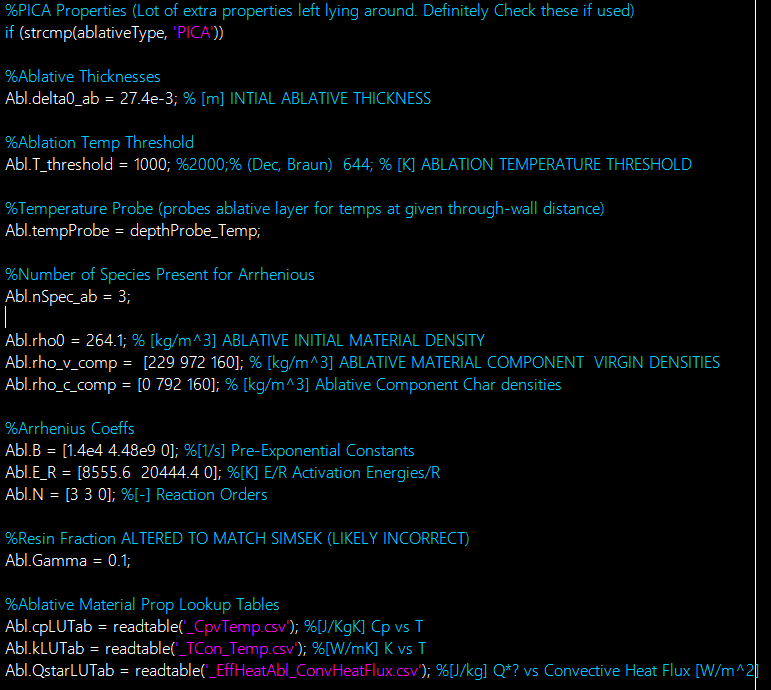 %PICA Properties (Lot of extra properties left lying around. Definitely Check these if used)
if (strcmp(ablativeType, 'PICA'))
%Ablative Thicknesses
Abl.delta0_ab = 27.4e-3; % [m] INTIAL ABLATIVE THICKNESS
%Ablation Temp Threshold
Abl.T_threshold = 1000; %2000;% (Dec, Braun)  644; % [K] ABLATION TEMPERATURE THRESHOLD
%Temperature Probe (probes ablative layer for temps at given through-wall distance)
Abl.tempProbe = depthProbe_Temp;
%Number of Species Present for Arrhenious
Abl.nSpec_ab = 3;
Abl.rho0 = 264.1; % [kg/m^3] ABLATIVE INITIAL MATERIAL DENSITY
Abl.rho_v_comp =  [229 972 160]; % [kg/m^3] ABLATIVE MATERIAL COMPONENT  VIRGIN DENSITIES
Abl.rho_c_comp = [0 792 160]; % [kg/m^3] Ablative Component Char densities
%Arrhenius Coeffs
Abl.B = [1.4e4 4.48e9 0]; %[1/s] Pre-Exponential Constants
Abl.E_R = [8555.6  20444.4 0]; %[K] E/R Activation Energies/R
Abl.N = [3 3 0]; %[-] Reaction Orders
%Resin Fraction ALTERED TO MATCH SIMSEK (LIKELY INCORRECT)
Abl.Gamma = 0.1;
%Ablative Material Prop Lookup Tables
Abl.cpLUTab = readtable('_CpvTemp.csv'); %[J/KgK] Cp vs T
Abl.kLUTab = readtable('_TCon_Temp.csv'); %[W/mK] K vs T
Abl.QstarLUTab = readtable('_EffHeatAbl_ConvHeatFlux.csv'); %[J/kg] Q*? vs Convective Heat Flux [W/m^2]